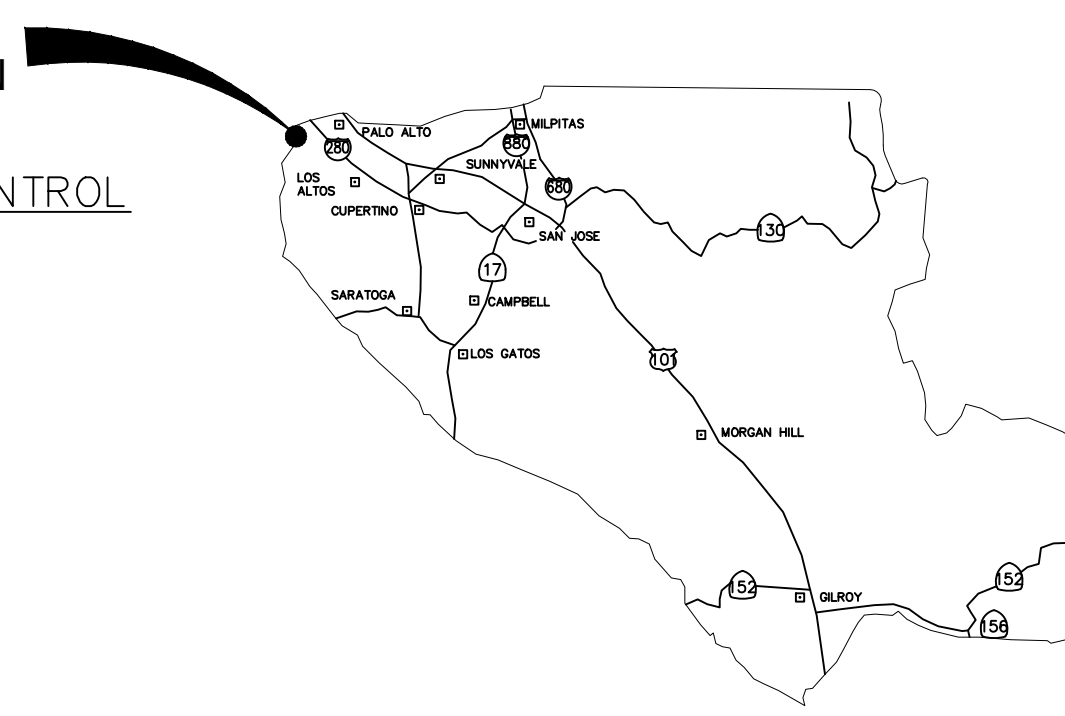 NTROL
PALO ALTO
MILPITAS
280
880
SUNNYVALE
LOS
ALTOS
680
CUPERTINO
130
SAN JOSE
17
SARATOGA
CAMPBELL
LOS GATOS
101
MORGAN HILL
152
152
GILROY
156